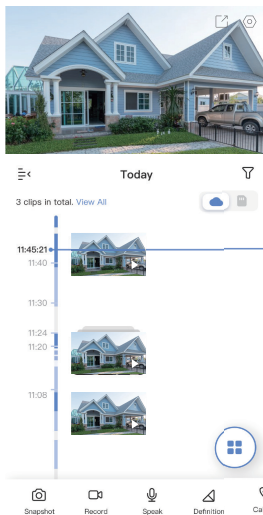 Today
3 clips in total. View All
11:45:21
11:40
11:30
11:24
11:20
11:08
Snapshot
Record
Speak
Definition